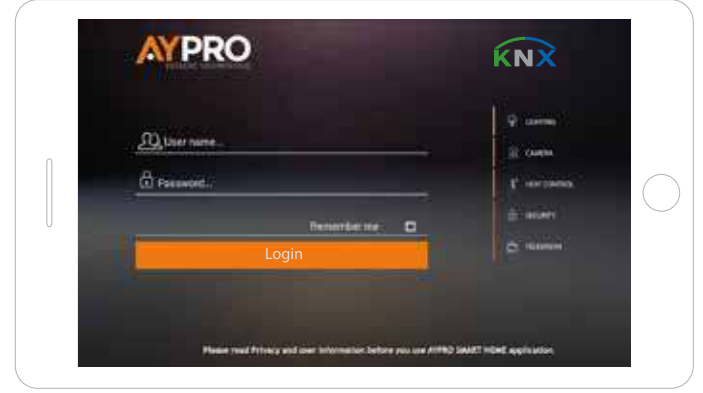 AYPRO
KNX
User name...
Password...
Remember me
Login
LIGHTING
CAMERA
HEAT CONTROL
SECURITY
TELEVISION
Please read Privacy and user information before you use AYPRO SMART HOME application.